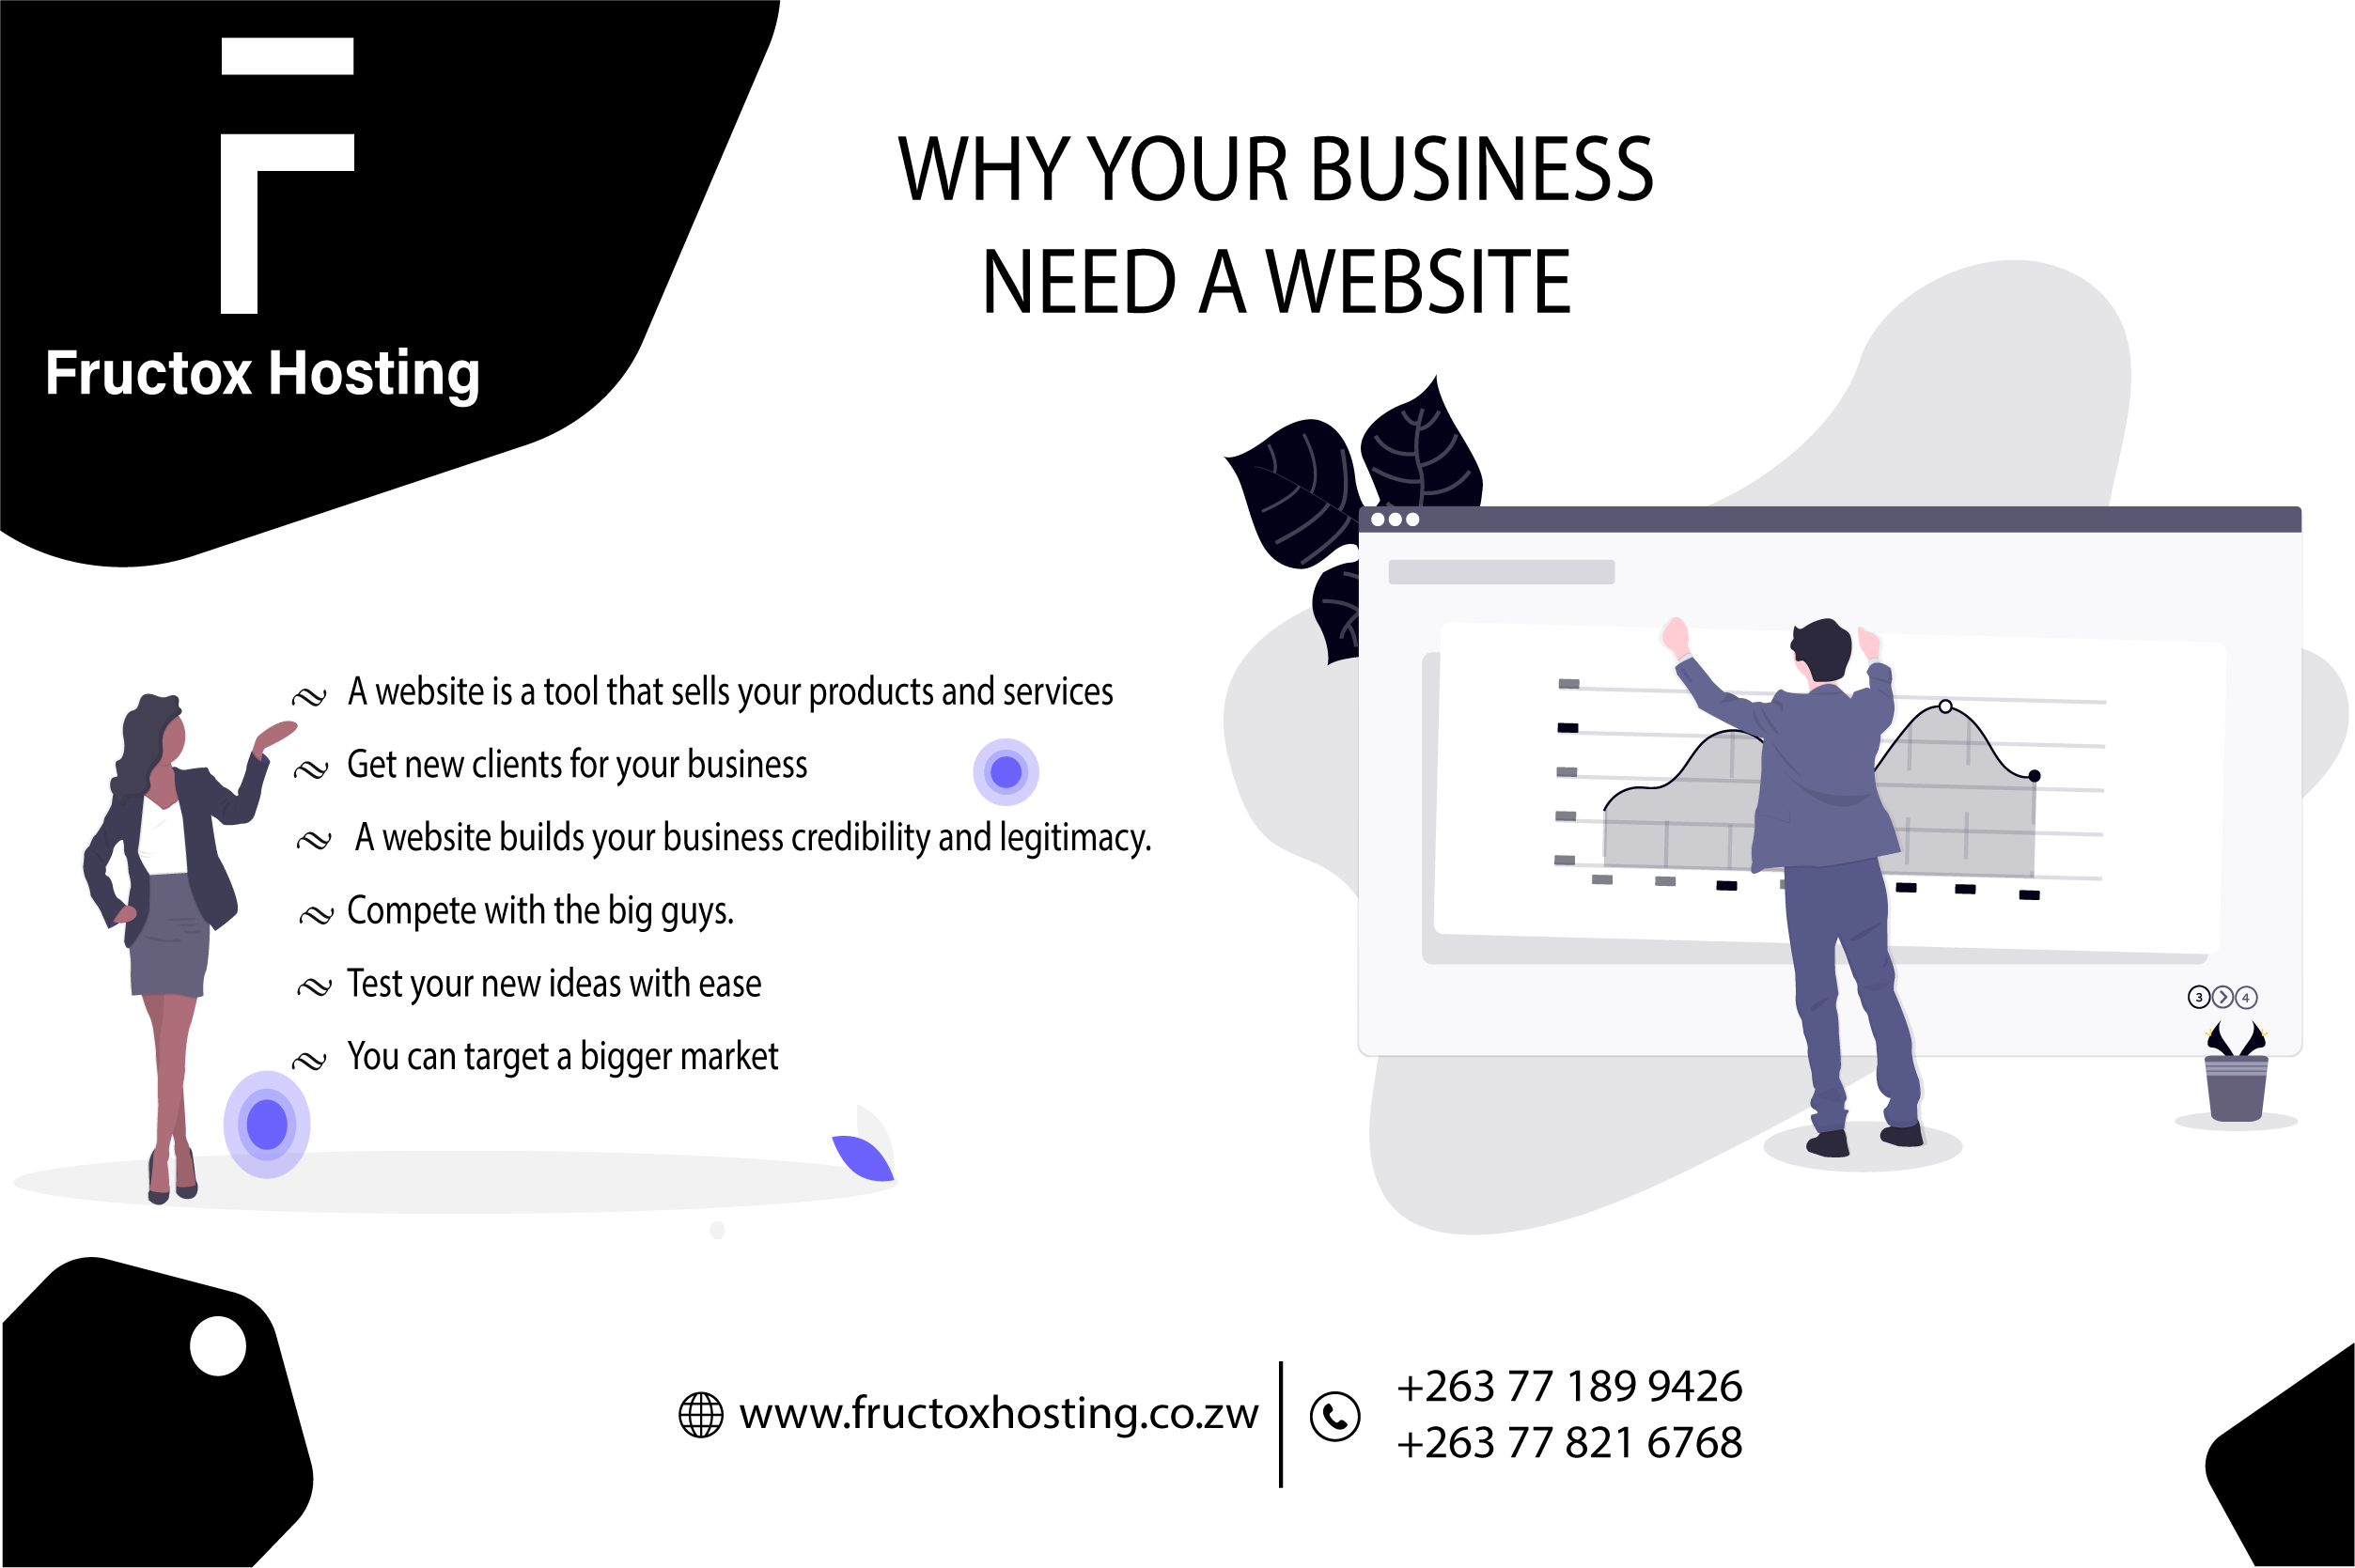 Fructox Hosting
WHY YOUR BUSINESS
NEED A WEBSITE
A website is a tool that sells your products and services
Get new clients for your business
A website builds your business credibility and legitimacy.
Compete with the big guys.
Test your new ideas with ease
You can target a bigger market
3 4
www.fructoxhosting.co.zw
+263 77 189 9426
+263 77 821 6768